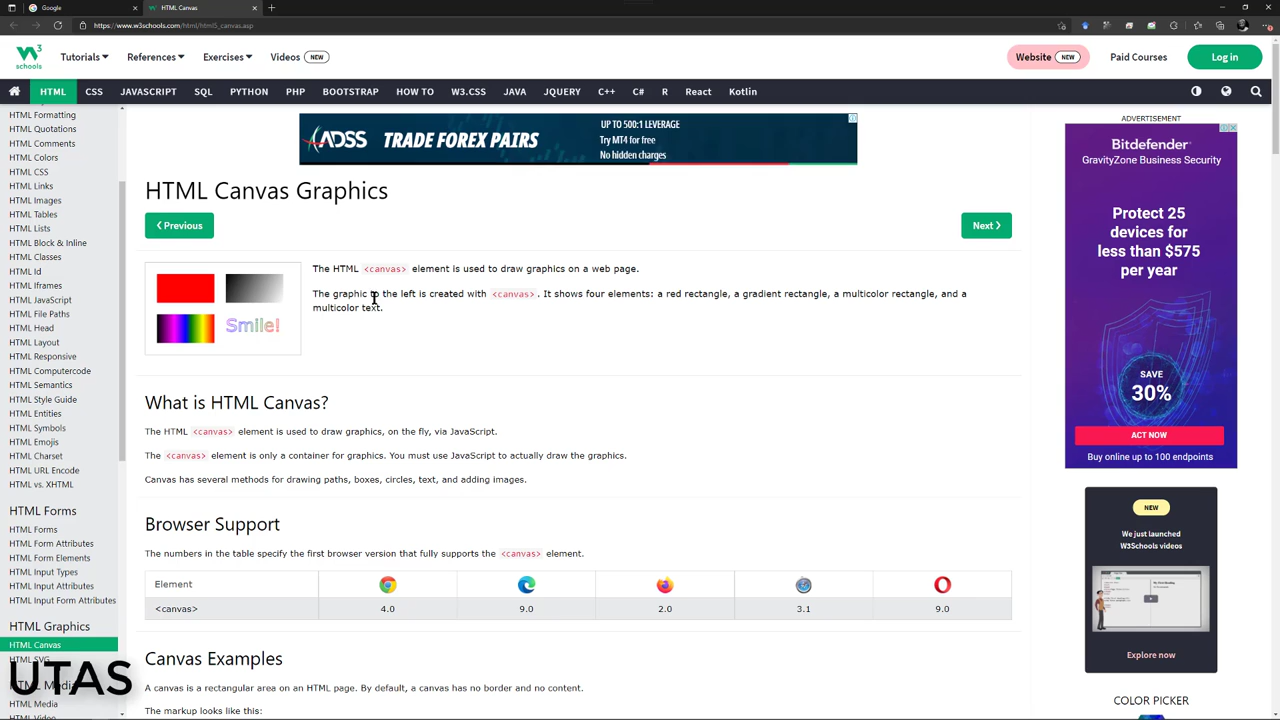 Google
HTML Canvas
https://www.w3schools.com/html/html5_canvas.asp
W3 schools
Tutorials
References
Exercises
Videos NEW
Website NEW
Paid Courses
Log in
HTML
CSS
JAVASCRIPT
SQL
PYTHON
PHP
BOOTSTRAP
HOW TO
W3.CSS
JAVA
JQUERY
C++
C#
R
React
Kotlin
HTML Formatting
HTML Quotations
HTML Comments
HTML Colors
HTML CSS
HTML Links
HTML Images
HTML Tables
HTML Lists
HTML Block & Inline
HTML Classes
HTML Id
HTML Iframes
HTML JavaScript
HTML File Paths
HTML Head
HTML Layout
HTML Responsive
HTML Computercode
HTML Semantics
HTML Style Guide
HTML Entities
HTML Symbols
HTML Emojis
HTML Charset
HTML URL Encode
HTML vs. XHTML
HTML Forms
HTML Forms
HTML Form Attributes
HTML Form Elements
HTML Input Types
HTML Input Attributes
HTML Input Form Attributes
HTML Graphics
HTML Canvas
HTML SVG
UTAS
HTML Media
HTML Media
HTML Video
ADSS
TRADE FOREX PAIRS
UP TO 500:1 LEVERAGE
Try MT4 for free
No hidden charges
HTML Canvas Graphics
Previous
Next
Smile!
The HTML <canvas> element is used to draw graphics on a web page.
The graphic to the left is created with <canvas>. It shows four elements: a red rectangle, a gradient rectangle, a multicolor rectangle, and a
multicolor text.
What is HTML Canvas?
The HTML <canvas> element is used to draw graphics, on the fly, via JavaScript.
The <canvas> element is only a container for graphics. You must use JavaScript to actually draw the graphics.
Canvas has several methods for drawing paths, boxes, circles, text, and adding images.
Browser Support
The numbers in the table specify the first browser version that fully supports the <canvas> element.
Element
<canvas> 4.0 9.0 2.0 3.1 9.0
Canvas Examples
A canvas is a rectangular area on an HTML page. By default, a canvas has no border and no content.
The markup looks like this:
ADVERTISEMENT
Bitdefender
GravityZone Business Security
Protect 25
devices for
less than $575
per year
SAVE
30%
ACT NOW
Buy online up to 100 endpoints
NEW
We just launched
W3Schools videos
Explore now
COLOR PICKER